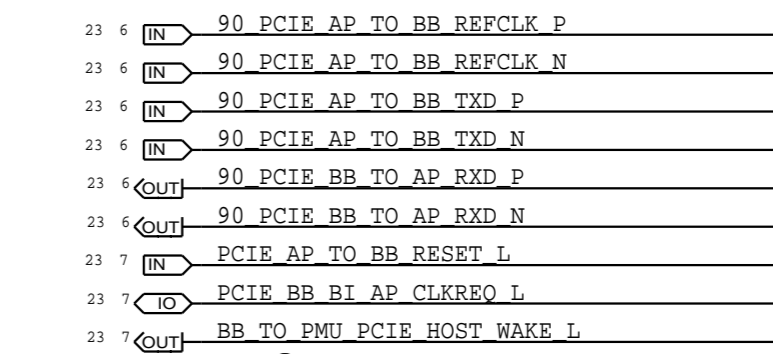 23 6 IN 90_PCIE_AP_TO_BB_REFCLK_P
23 6 IN 90_PCIE_AP_TO_BB_REFCLK_N
23 6 IN 90_PCIE_AP_TO_BB_TXD_P
23 6 IN 90_PCIE_AP_TO_BB_TXD_N
23 6 OUT 90_PCIE_BB_TO_AP_RXD_P
23 6 OUT 90_PCIE_BB_TO_AP_RXD_N
23 7 IN PCIE_AP_TO_BB_RESET_L
23 7 IO PCIE_BB_BI_AP_CLKREQ_L
23 7 OUT BB_TO_PMU_PCIE_HOST_WAKE_L